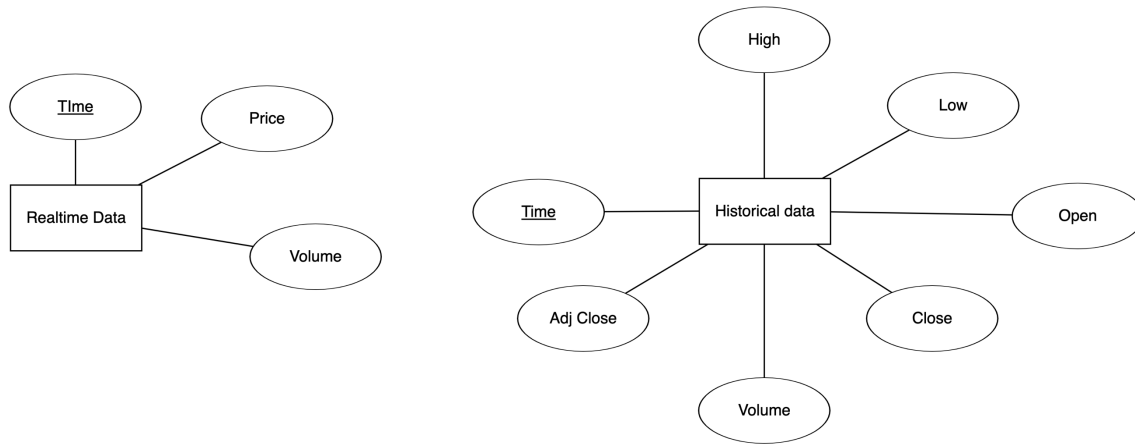 High
TIme
Price
Low
Realtime Data
Time
Historical data
Open
Volume
Adj Close
Close
Volume